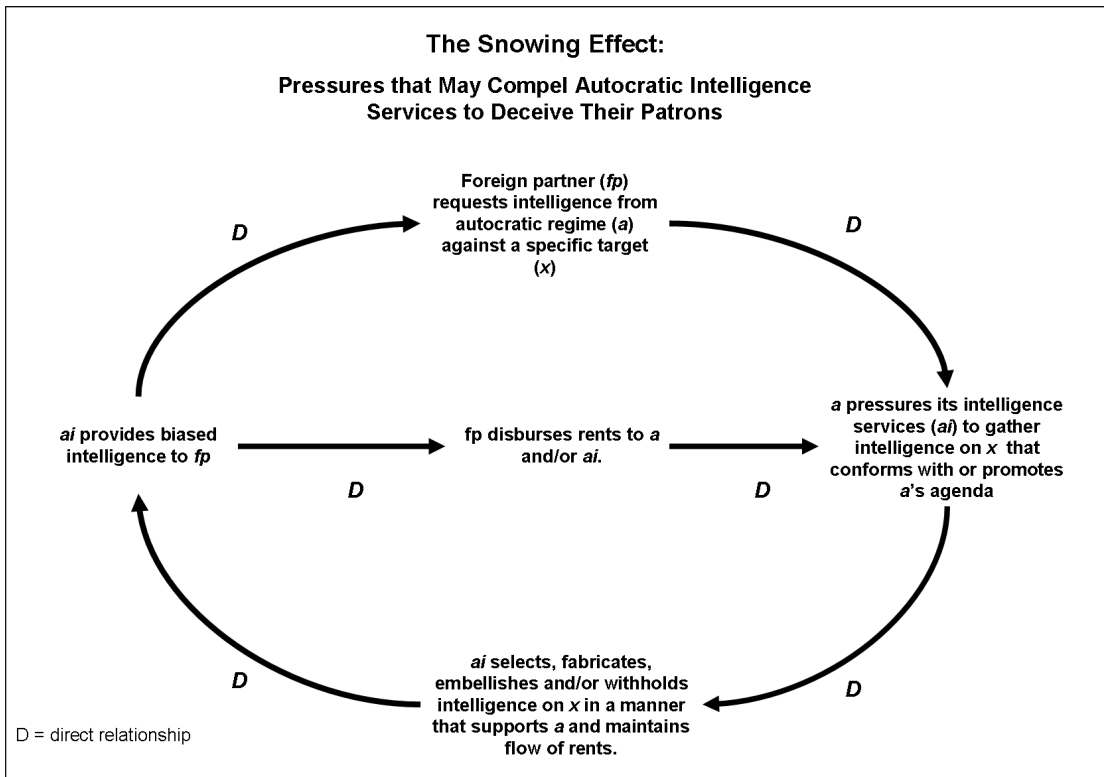 The Snowing Effect:
Pressures that May Compel Autocratic Intelligence
Services to Deceive Their Patrons
Foreign partner (fp)
requests intelligence from
autocratic regime (a)
against a specific target
(x)
D
D
a pressures its intelligence
services (ai) to gather
intelligence on x that
conforms with or promotes
a's agenda
ai provides biased
intelligence to fp
fp disburses rents to a
and/or ai.
D
D
ai selects, fabricates,
embellishes and/or withholds
intelligence on x in a manner
that supports a and maintains
flow of rents.
D
D
D = direct relationship